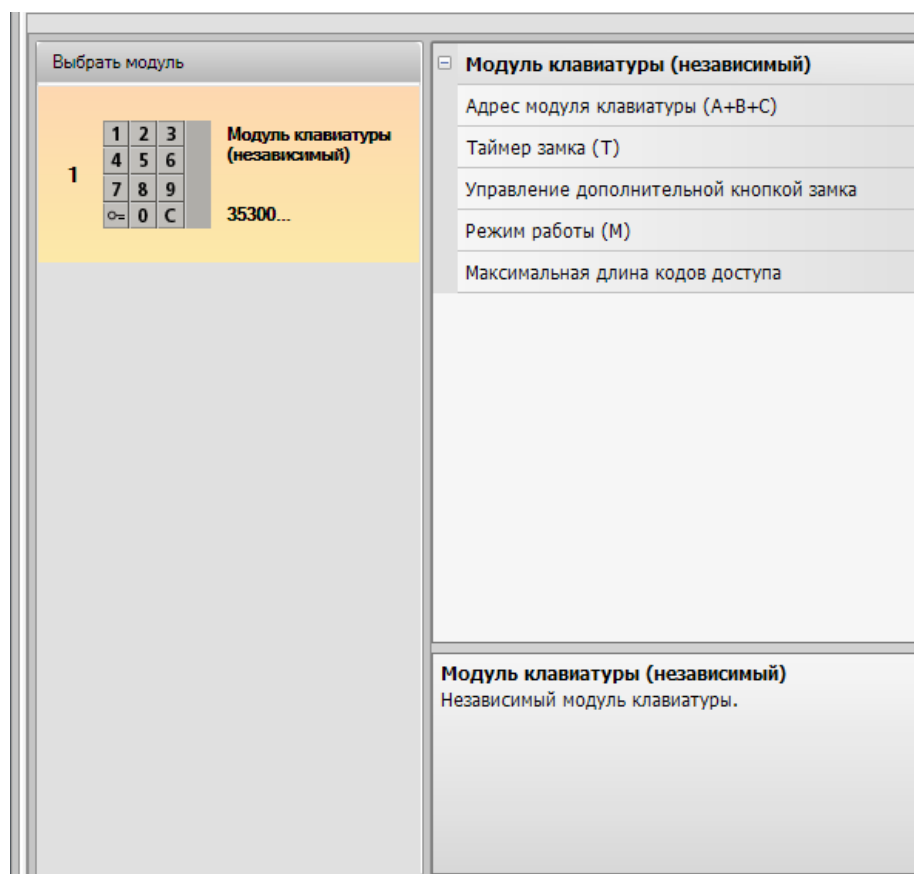 Выбрать модуль
1
1 2 3
4 5 6
7 8 9
0 C
Модуль клавиатуры
(независимый)
35300...
Модуль клавиатуры (независимый)
Адрес модуля клавиатуры (A+B+C)
Таймер замка (T)
Управление дополнительной кнопкой замка
Режим работы (M)
Максимальная длина кодов доступа
Модуль клавиатуры (независимый)
Независимый модуль клавиатуры.